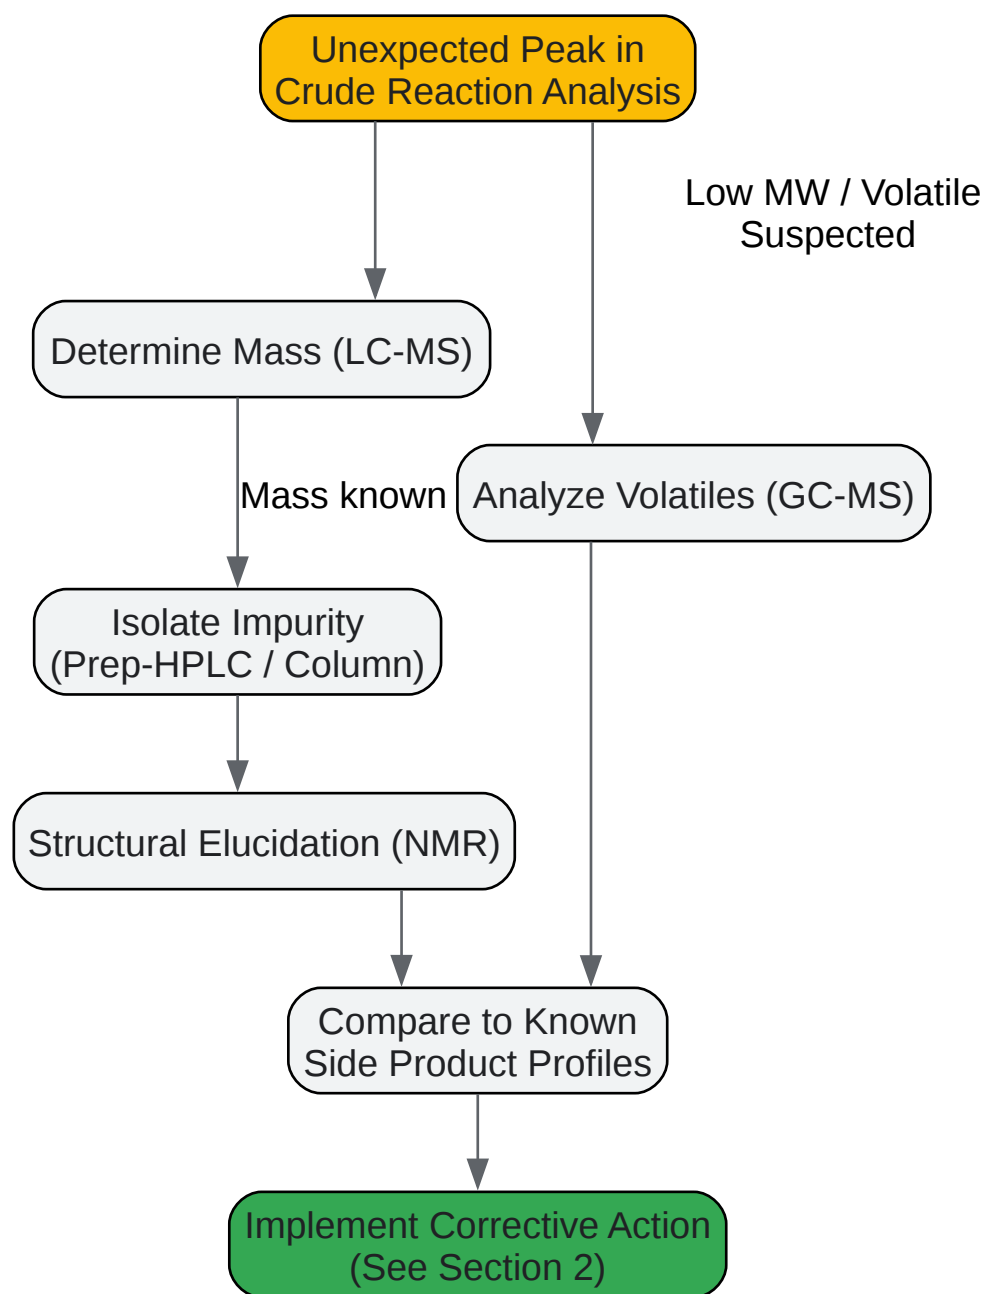 Unexpected Peak in
Crude Reaction Analysis
Low MW / Volatile
Suspected
Determine Mass (LC-MS)
Mass known
Analyze Volatiles (GC-MS)
Isolate Impurity
(Prep-HPLC / Column)
Structural Elucidation (NMR)
Compare to Known
Side Product Profiles
Implement Corrective Action
(See Section 2)